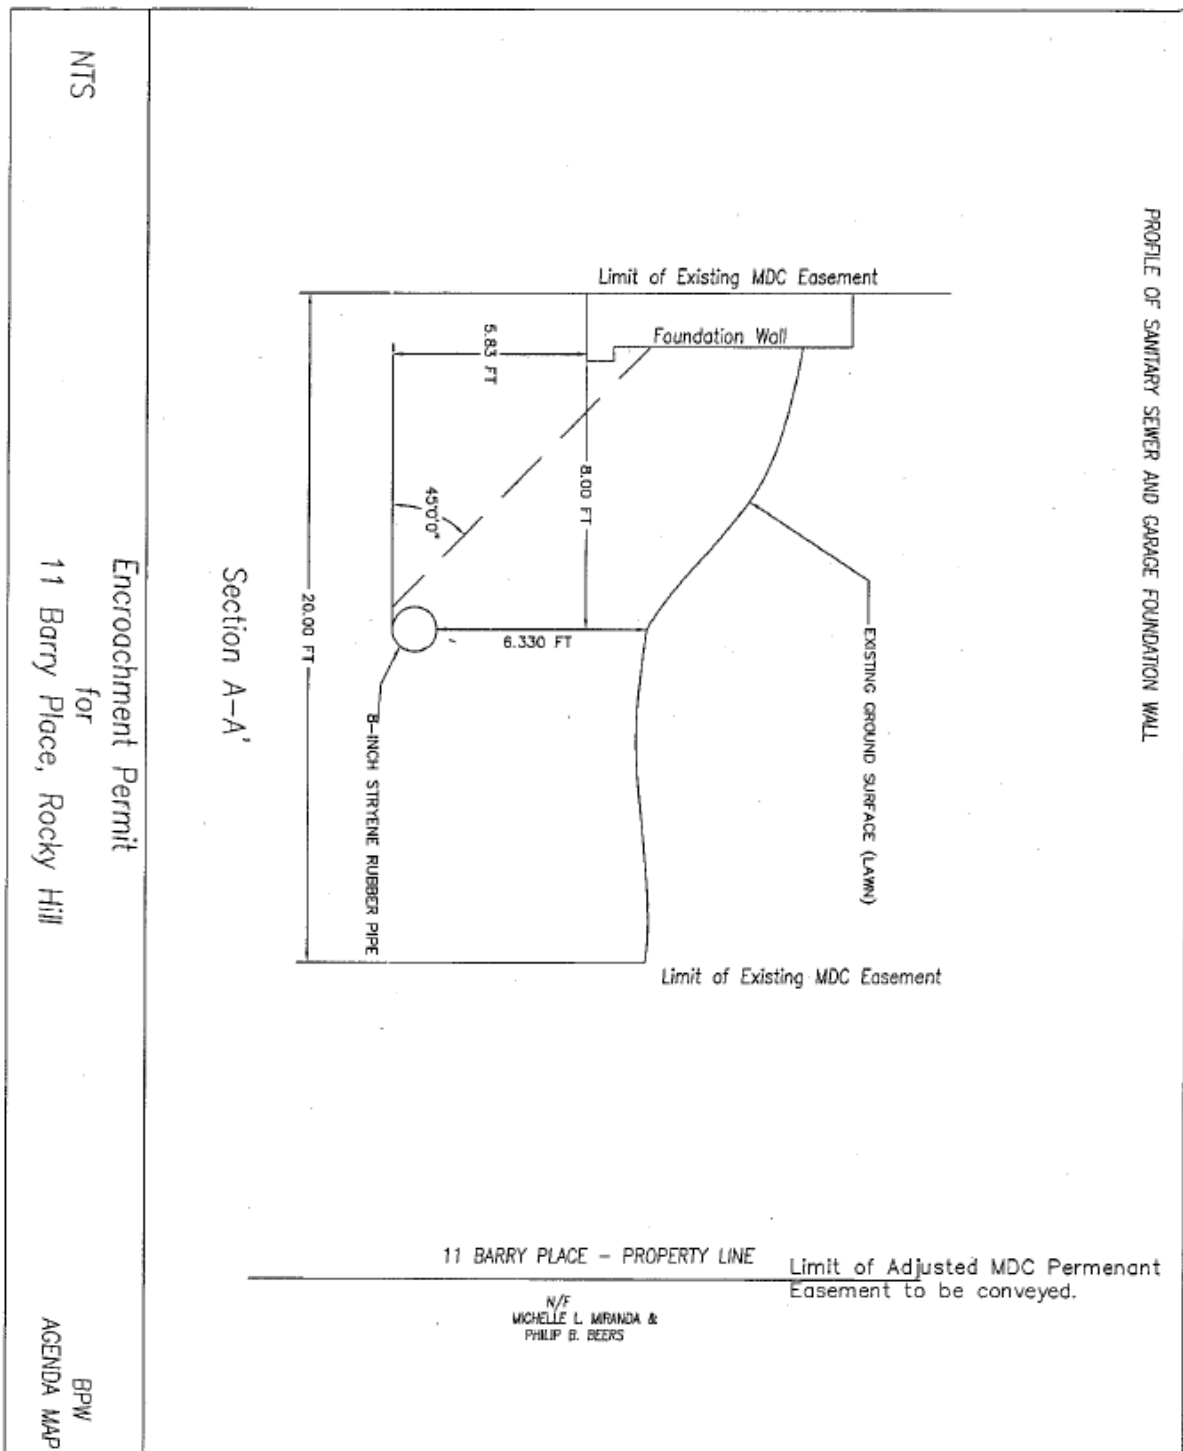 PROFILE OF SANITARY SEWER AND GARAGE FOUNDATION WALL
Limit of Existing MDC Easement
Foundation Wall
5.83 FT
8.00 FT
45°0'0"
6.330 FT
20.00 FT
EXISTING GROUND SURFACE (LAWN)
8-INCH STRYENE RUBBER PIPE
Limit of Existing MDC Easement
Section A-A'
11 BARRY PLACE - PROPERTY LINE
Limit of Adjusted MDC Permenant
Easement to be conveyed.
N/F
MICHELLE L. MIRANDA &
PHILIP B. BEERS
NTS
Encroachment Permit
for
11 Barry Place, Rocky Hill
BPW
AGENDA MAP